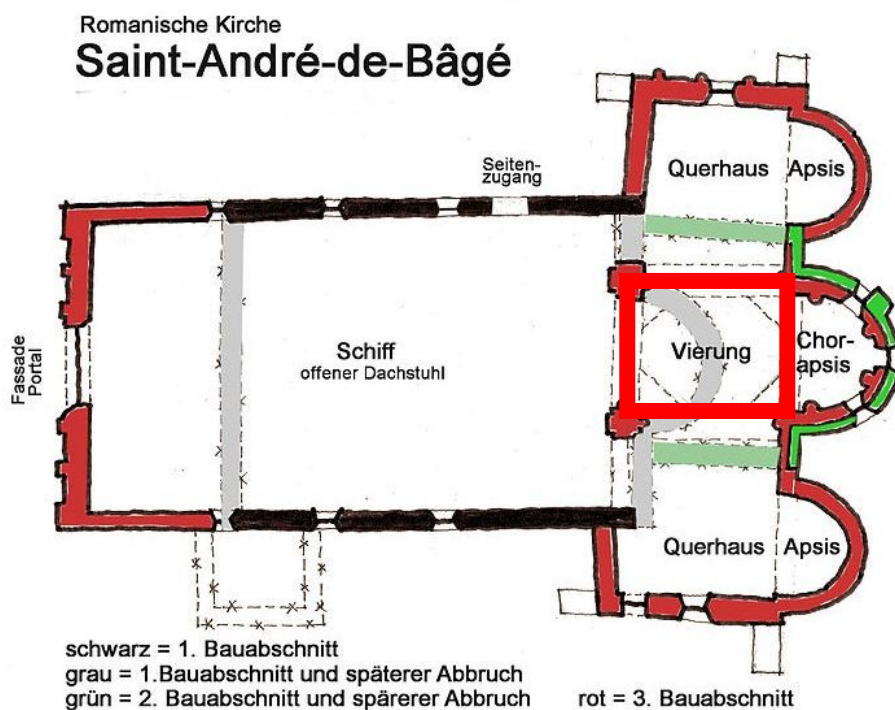 Romanische Kirche
Saint-André-de-Bâgé
Seiten-
zugang
Querhaus Apsis
Fassade
Portal
Schiff
offener Dachstuhl
Vierung
Chor-
apsis
Querhaus Apsis
schwarz = 1. Bauabschnitt
grau = 1.Bauabschnitt und späterer Abbruch
grün = 2. Bauabschnitt und spärerer Abbruch rot = 3. Bauabschnitt